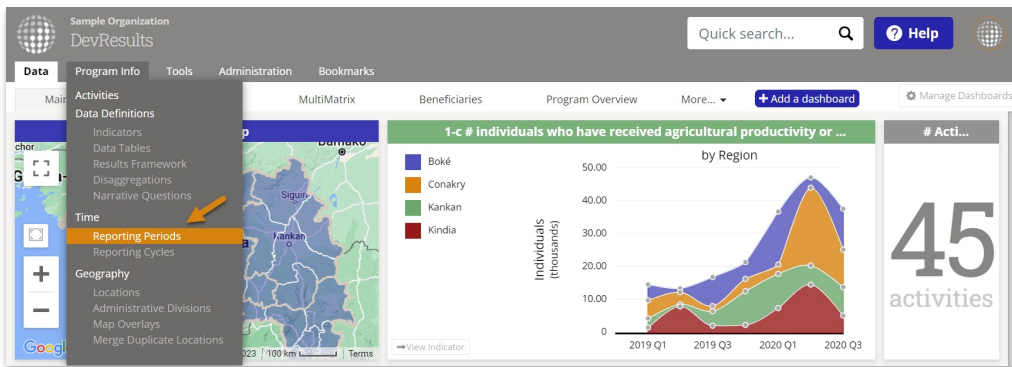 Sample Organization
DevResults
Quick search...
? Help
Data Program Info Tools Administration Bookmarks
Main
MultiMatrix Beneficiaries Program Overview More... + Add a dashboard Manage Dashboards
Activities
Data Definitions
Indicators
Data Tables
Results Framework
Disaggregations
Narrative Questions
Time
Reporting Periods
Reporting Cycles
Geography
Locations
Administrative Divisions
Map Overlays
Merge Duplicate Locations
Siguiri
Kankan
+
−
100 km
Terms
1-c # individuals who have received agricultural productivity or ...
by Region
Boké
Conakry
Kankan
Kindia
Individuals
(thousands)
50.00
40.00
30.00
20.00
10.00
0
2019 Q1 2019 Q3 2020 Q1 2020 Q3
View Indicator
# Acti...
45
activities